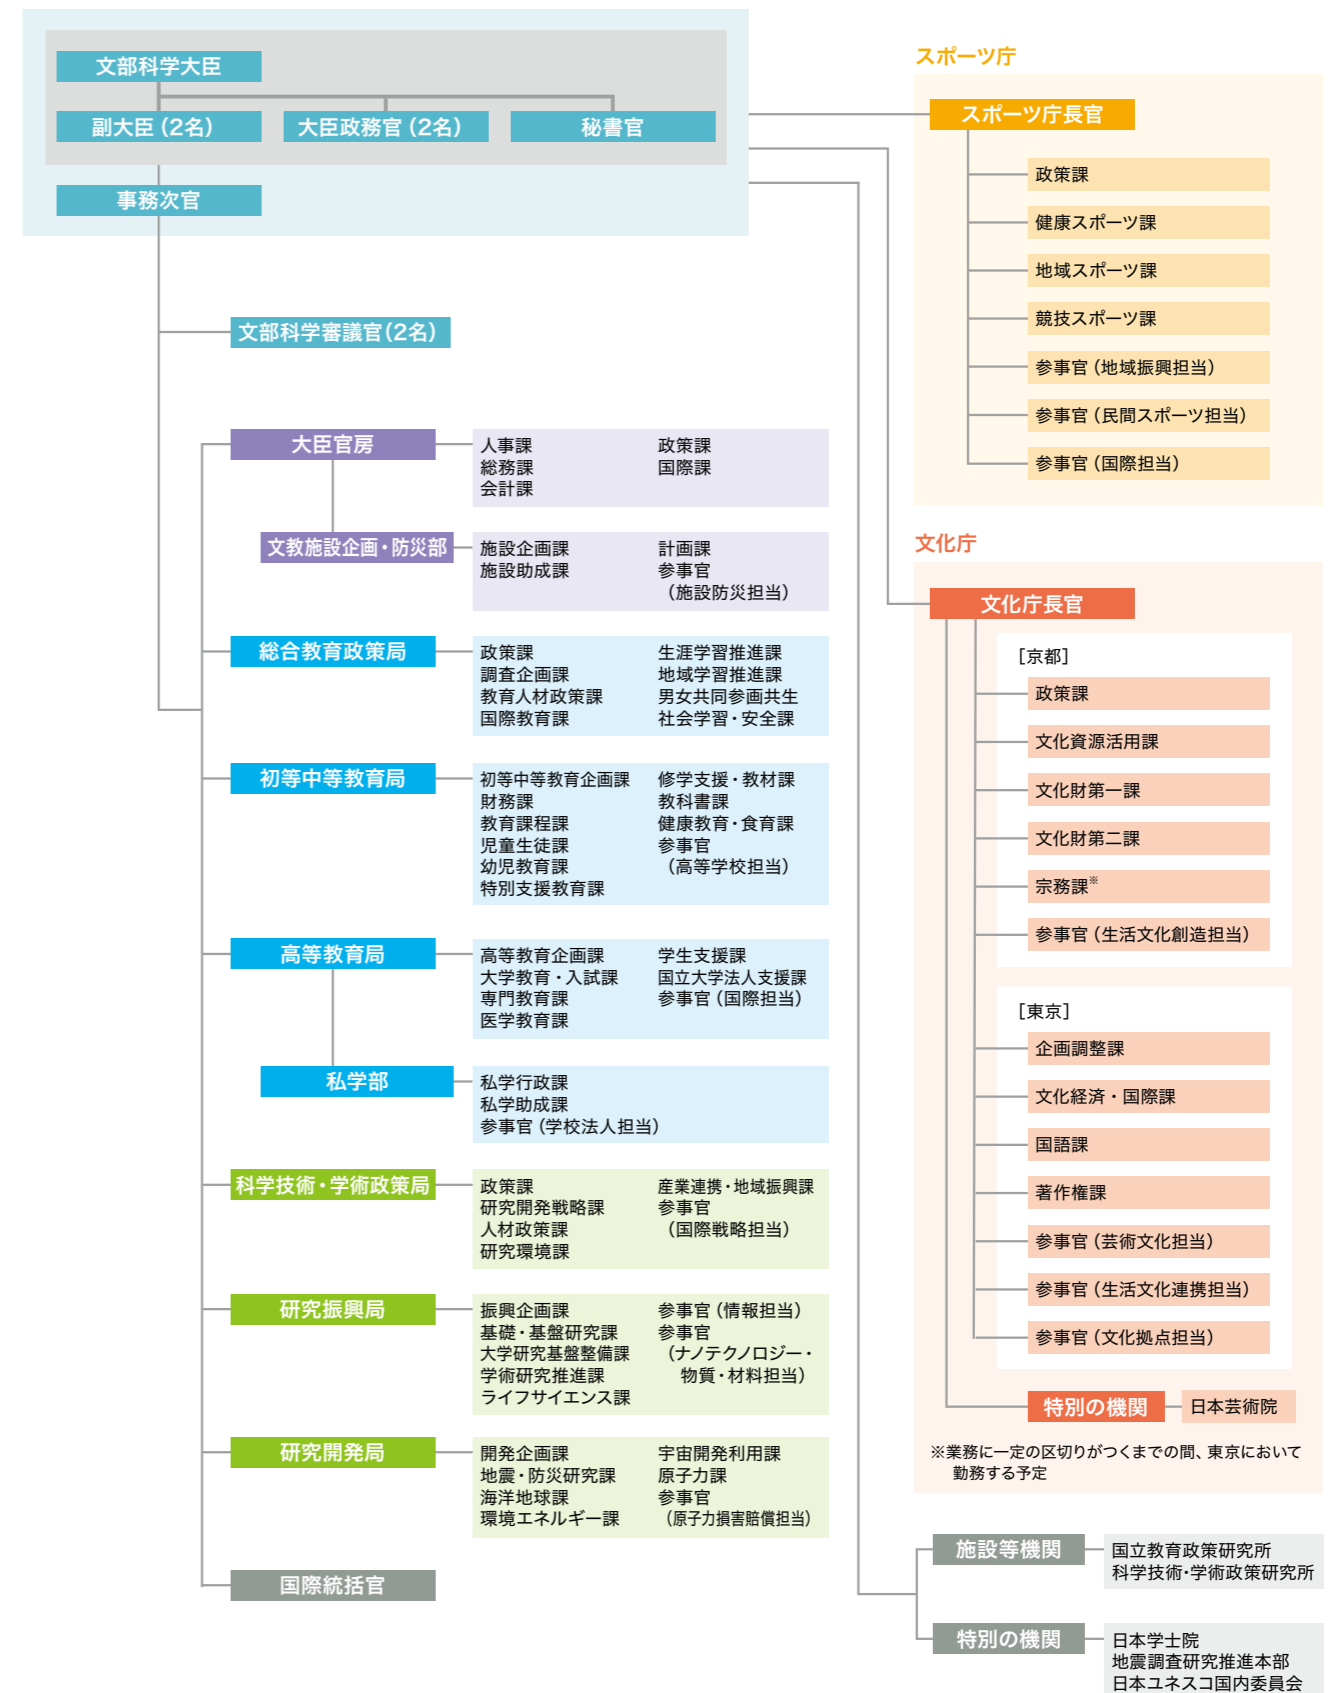 文部科学大臣
副大臣（2名）
大臣政務官（2名）
秘書官
事務次官
文部科学審議官（2名）
大臣官房
人事課
総務課
会計課
政策課
国際課
文教施設企画・防災部
施設企画課
施設助成課
計画課
参事官
（施設防災担当）
総合教育政策局
政策課
調査企画課
教育人材政策課
国際教育課
生涯学習推進課
地域学習推進課
男女共同参画共生
社会学習・安全課
初等中等教育局
初等中等教育企画課
財務課
教育課程課
児童生徒課
幼児教育課
特別支援教育課
修学支援・教材課
教科書課
健康教育・食育課
参事官
（高等学校担当）
高等教育局
高等教育企画課
大学教育・入試課
専門教育課
医学教育課
学生支援課
国立大学法人支援課
参事官（国際担当）
私学部
私学行政課
私学助成課
参事官（学校法人担当）
科学技術・学術政策局
政策課
研究開発戦略課
人材政策課
研究環境課
産業連携・地域振興課
参事官
（国際戦略担当）
研究振興局
振興企画課
基礎・基盤研究課
大学研究基盤整備課
学術研究推進課
ライフサイエンス課
参事官（情報担当）
参事官
（ナノテクノロジー・
物質・材料担当）
研究開発局
開発企画課
地震・防災研究課
海洋地球課
環境エネルギー課
宇宙開発利用課
原子力課
参事官
（原子力損害賠償担当）
国際統括官
スポーツ庁
スポーツ庁長官
政策課
健康スポーツ課
地域スポーツ課
競技スポーツ課
参事官（地域振興担当）
参事官（民間スポーツ担当）
参事官（国際担当）
文化庁
文化庁長官
［京都］
政策課
文化資源活用課
文化財第一課
文化財第二課
宗務課※
参事官（生活文化創造担当）
［東京］
企画調整課
文化経済・国際課
国語課
著作権課
参事官（芸術文化担当）
参事官（生活文化連携担当）
参事官（文化拠点担当）
特別の機関
日本芸術院
※業務に一定の区切りがつくまでの間、東京において
勤務する予定
施設等機関
国立教育政策研究所
科学技術・学術政策研究所
特別の機関
日本学士院
地震調査研究推進本部
日本ユネスコ国内委員会